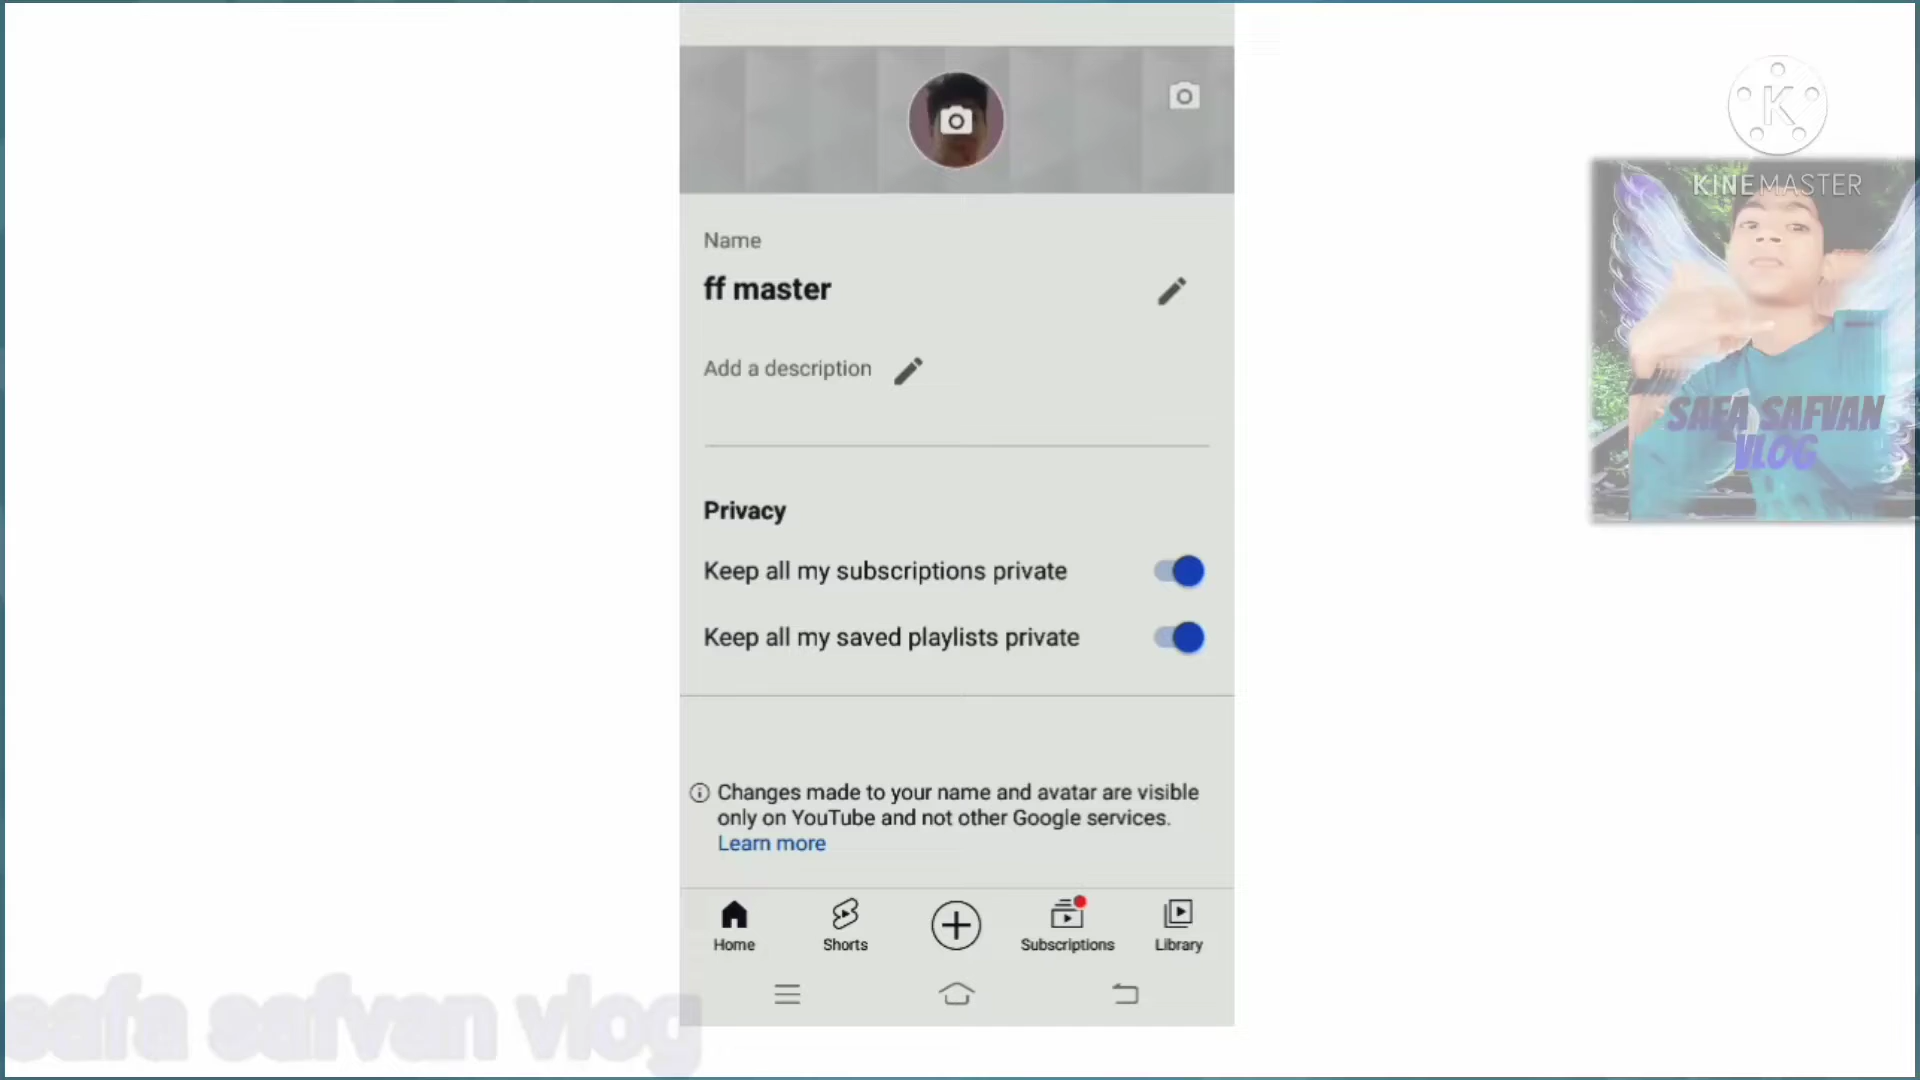 Name
ff master
Add a description
Privacy
Keep all my subscriptions private
Keep all my saved playlists private
Changes made to your name and avatar are visible
only on YouTube and not other Google services.
Learn more
Home
Shorts
Subscriptions
Library
K
KINEMASTER
SAFA SAFVAN
VLOG
safa safvan vlog